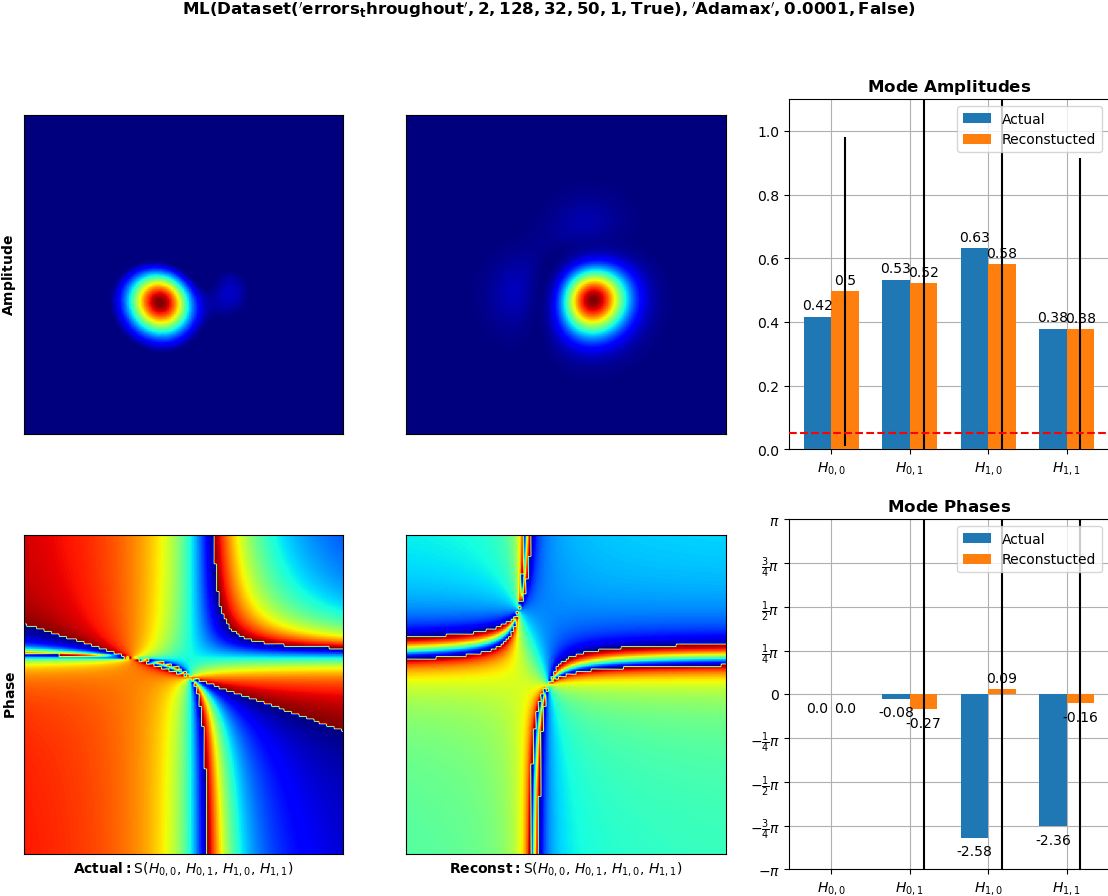 ML(Dataset('errors_throughout', 2, 128, 32, 50, 1, True), 'Adamax', 0.0001, False)
Amplitude
Mode Amplitudes
Actual
Reconstucted
1.0
0.8
0.6
0.4
0.2
0.0
0.42
0.5
0.53
0.52
0.63
0.58
0.38
0.38
H0,0
H0,1
H1,0
H1,1
Phase
Actual: S(H0,0, H0,1, H1,0, H1,1)
Reconst: S(H0,0, H0,1, H1,0, H1,1)
Mode Phases
Actual
Reconstucted
π
3/4π
1/2π
1/4π
0
-1/4π
-1/2π
-3/4π
-π
0.0
0.0
-0.08
-0.27
-2.58
0.09
-2.36
-0.16
H0,0
H0,1
H1,0
H1,1